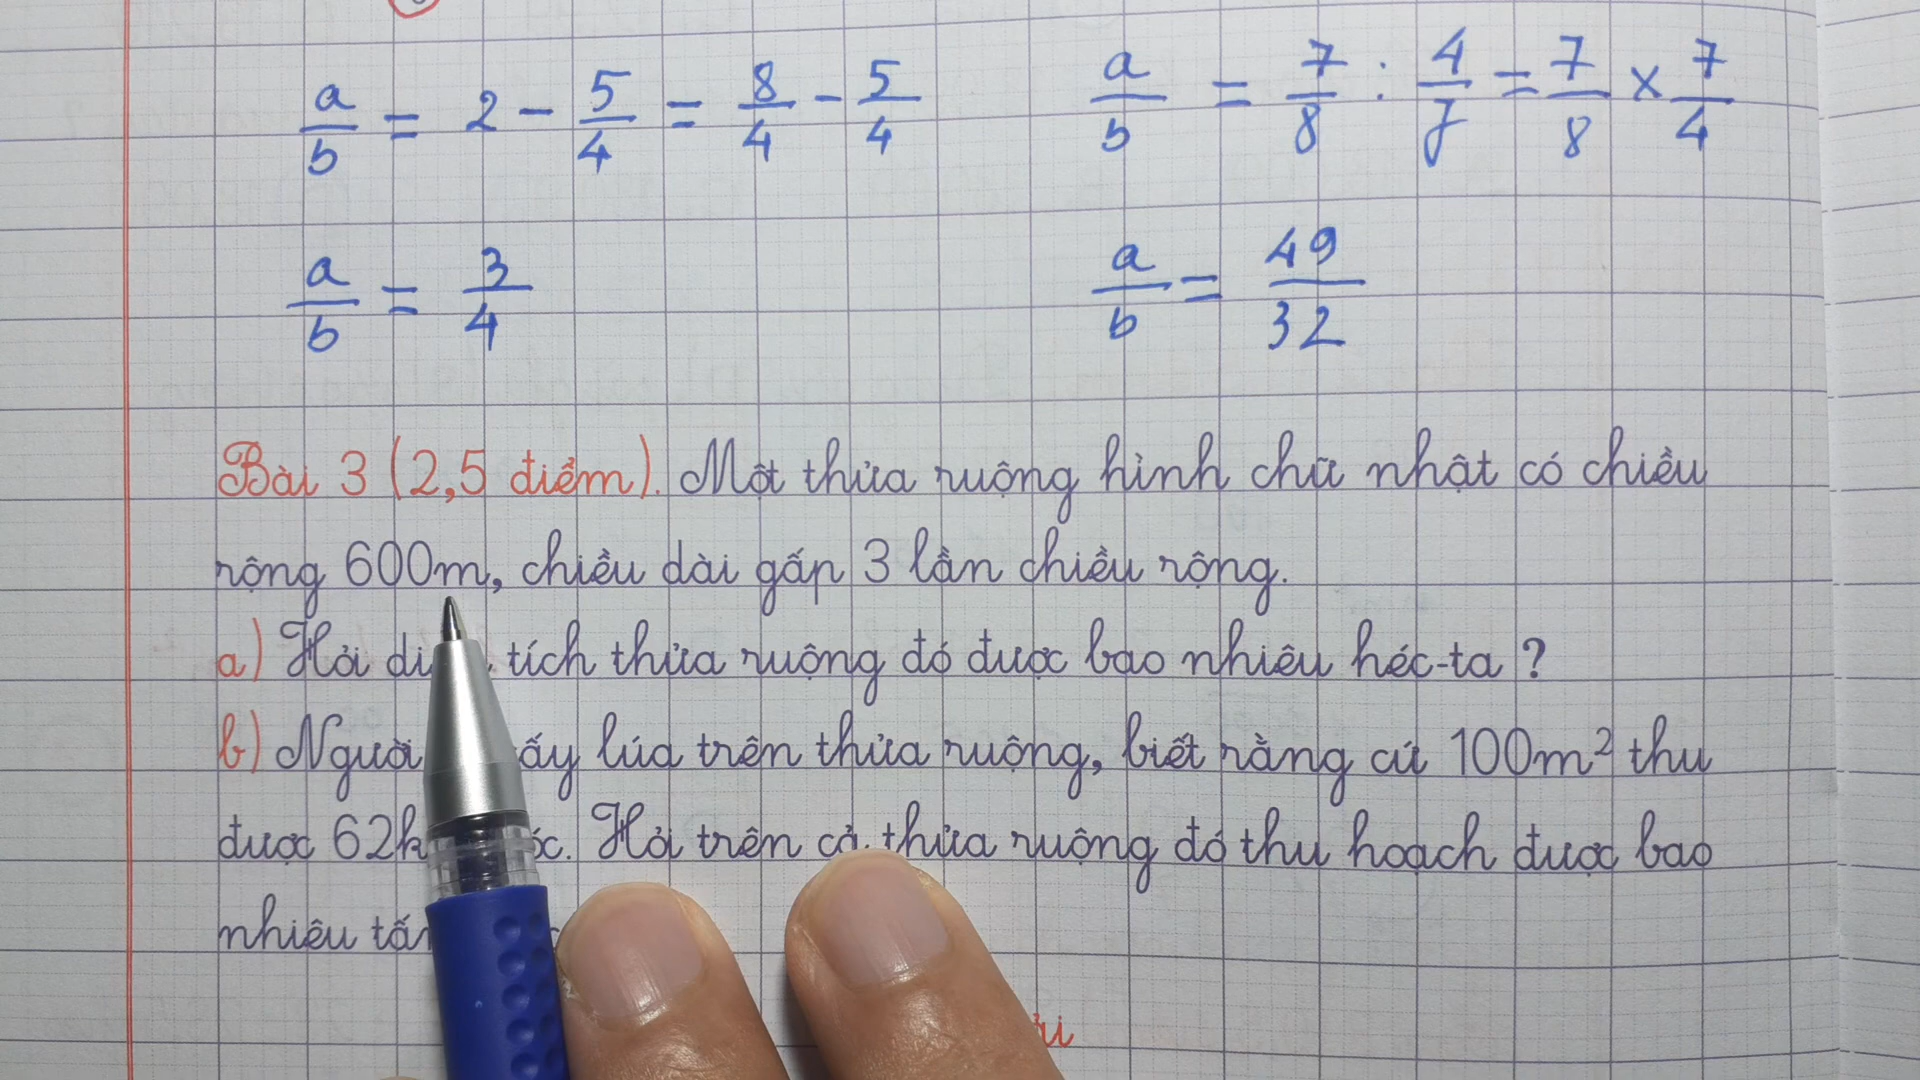 a/b = 2 - 5/4 = 8/4 - 5/4
a/b = 7/8 : 4/7 = 7/8 × 7/4
a/b = 3/4
a/b = 49/32
Bài 3 (2,5 điểm). Một thửa ruộng hình chữ nhật có chiều
rộng 600m, chiều dài gấp 3 lần chiều rộng.
a) Hỏi tích thửa ruộng đó được bao nhiêu héc-ta ?
b) Người lúa trên thửa ruộng, biết rằng cứ 100m² thu
được 62k Hỏi trên cả thửa ruộng đó thu hoạch được bao
nhiêu